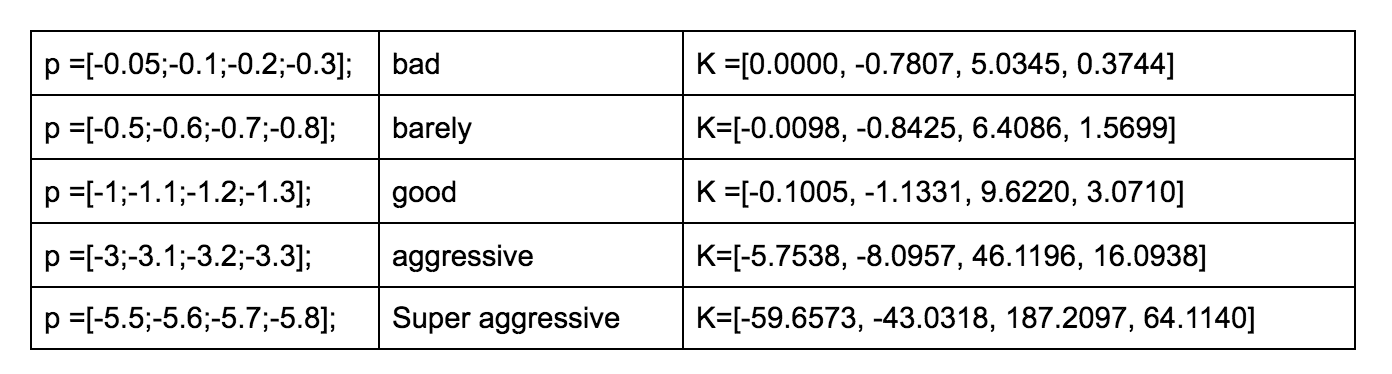 p =[-0.05;-0.1;-0.2;-0.3]; bad K =[0.0000, -0.7807, 5.0345, 0.3744]
p =[-0.5;-0.6;-0.7;-0.8]; barely K=[-0.0098, -0.8425, 6.4086, 1.5699]
p =[-1;-1.1;-1.2;-1.3]; good K =[-0.1005, -1.1331, 9.6220, 3.0710]
p =[-3;-3.1;-3.2;-3.3]; aggressive K=[-5.7538, -8.0957, 46.1196, 16.0938]
p =[-5.5;-5.6;-5.7;-5.8]; Super aggressive K=[-59.6573, -43.0318, 187.2097, 64.1140]